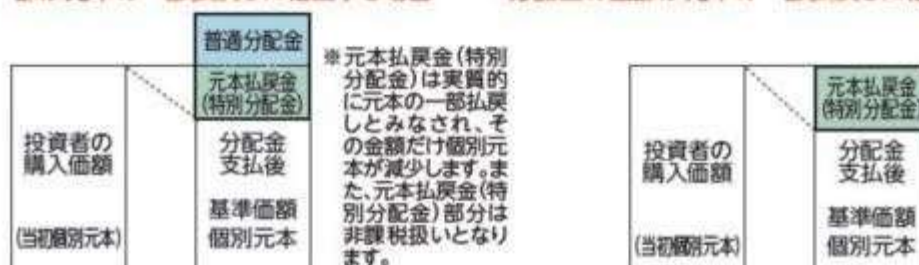 普通分配金
元本払戻金
(特別分配金)
投資者の
購入価額
(当初個別元本)
分配金
支払後
基準価額
個別元本
※元本払戻金(特別
分配金)は実質的
に元本の一部払戻
しとみなされ、そ
の金額だけ個別元
本が減少します。ま
た、元本払戻金(特
別分配金)部分は
非課税扱いとなり
ます。
投資者の
購入価額
(当初個別元本)
元本払戻金
(特別分配金
分配金
支払後
基準価額
個別元本